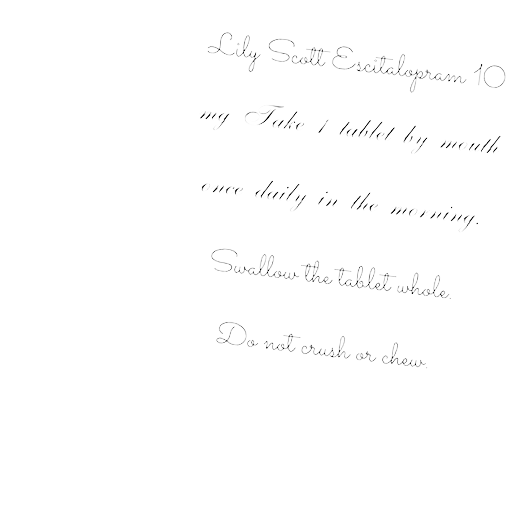 Lily Scott Escitalopram 10
mg Take 1 tablet by mouth
once daily in the morning.
Swallow the tablet whole.
Do not crush or chew.